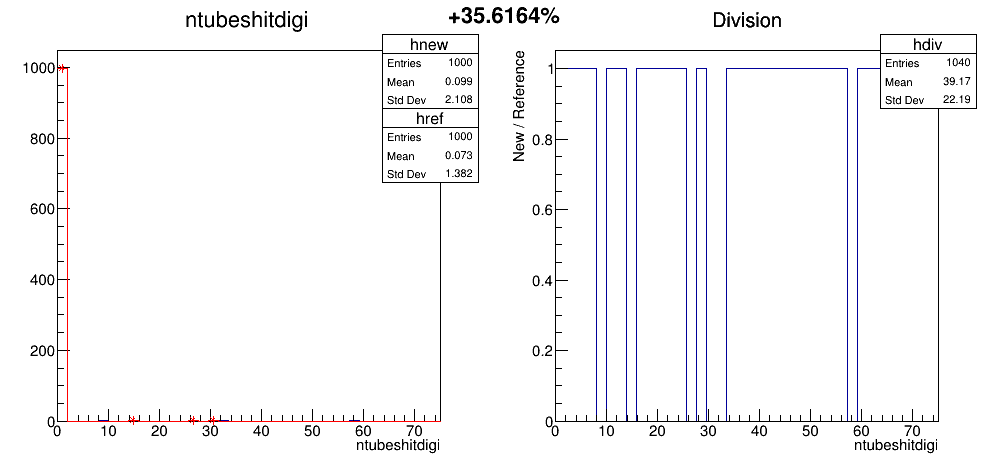 ntubeshitdigi
+35.6164%
Division
hnew
Entries 1000
Mean 0.099
Std Dev 2.108
href
Entries 1000
Mean 0.073
Std Dev 1.382
1000
800
600
400
200
0
0 10 20 30 40 50 60 70
ntubeshitdigi
hdiv
Entries 1040
Mean 39.17
Std Dev 22.19
New / Reference
1
0.8
0.6
0.4
0.2
0
0 10 20 30 40 50 60 70
ntubeshitdigi